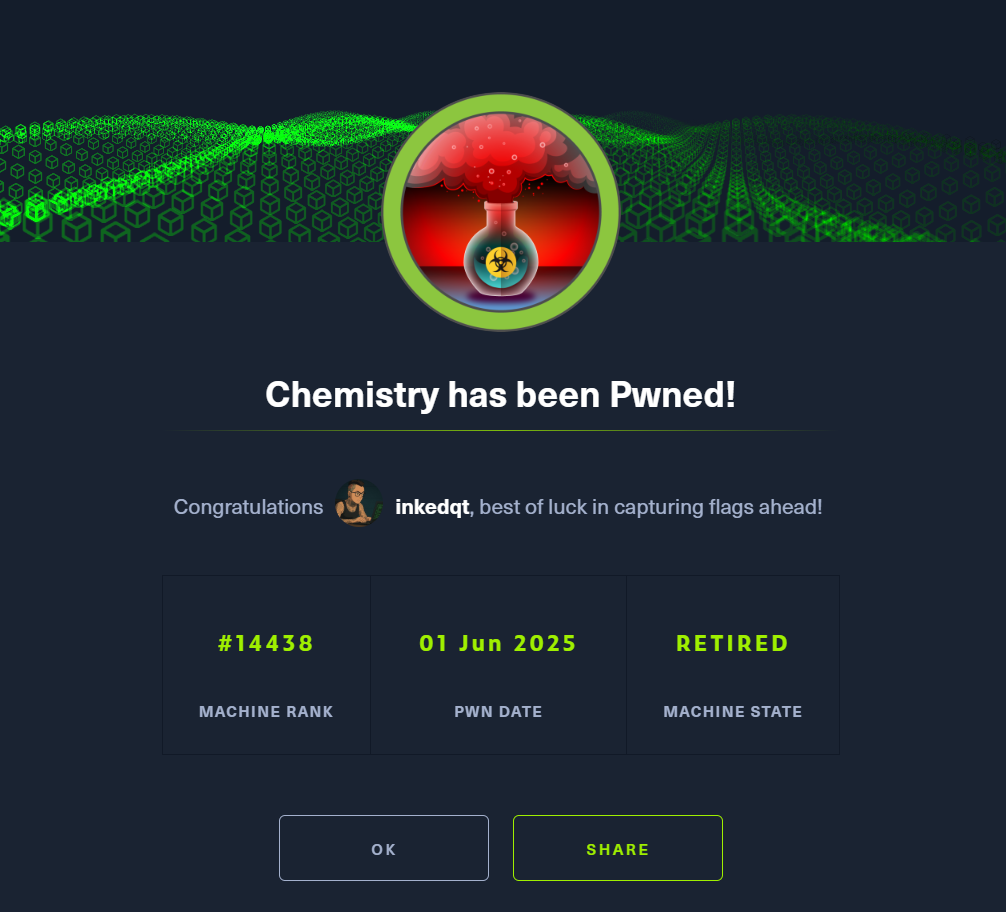 Chemistry has been Pwned!
Congratulations inkedqt, best of luck in capturing flags ahead!
#14438 01 Jun 2025 RETIRED
MACHINE RANK PWN DATE MACHINE STATE
OK SHARE